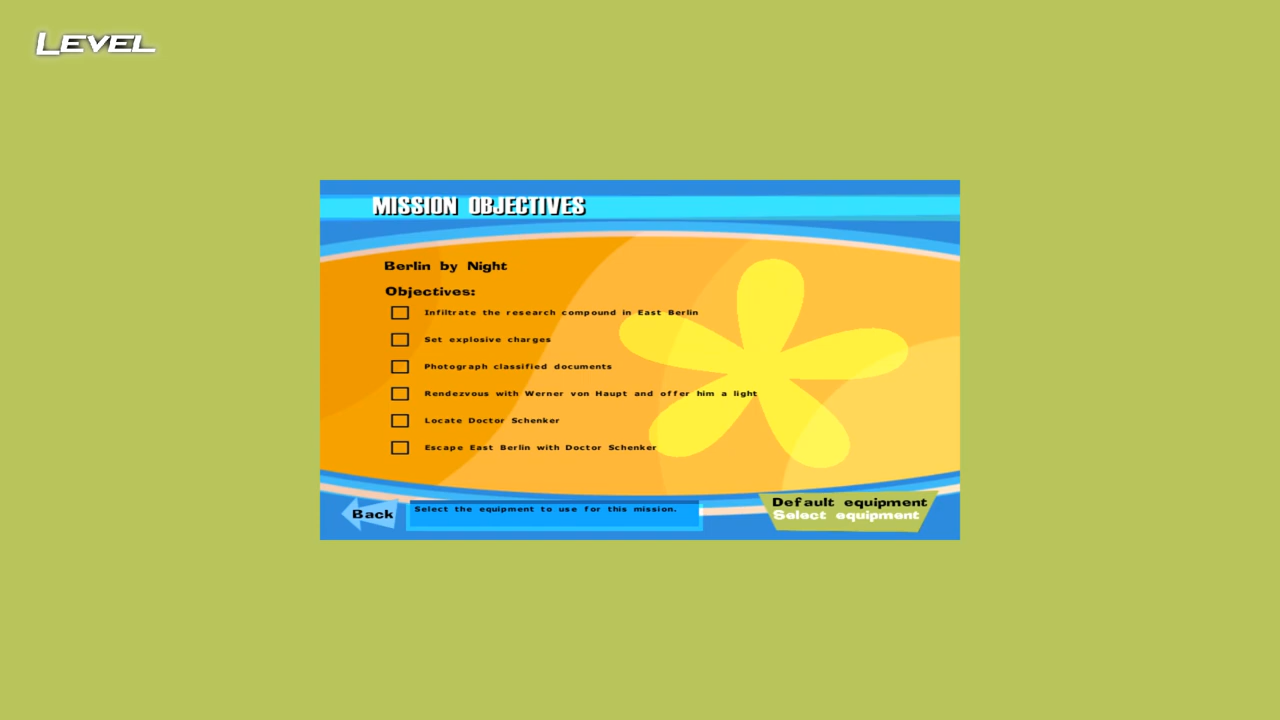 LEVEL
MISSION OBJECTIVES
Berlin by Night
Objectives:
Infiltrate the research compound in East Berlin
Set explosive charges
Photograph classified documents
Rendezvous with Werner von Haupt and offer him a light
Locate Doctor Schenker
Escape East Berlin with Doctor Schenker
Back
Select the equipment to use for this mission.
Default equipment
Select equipment